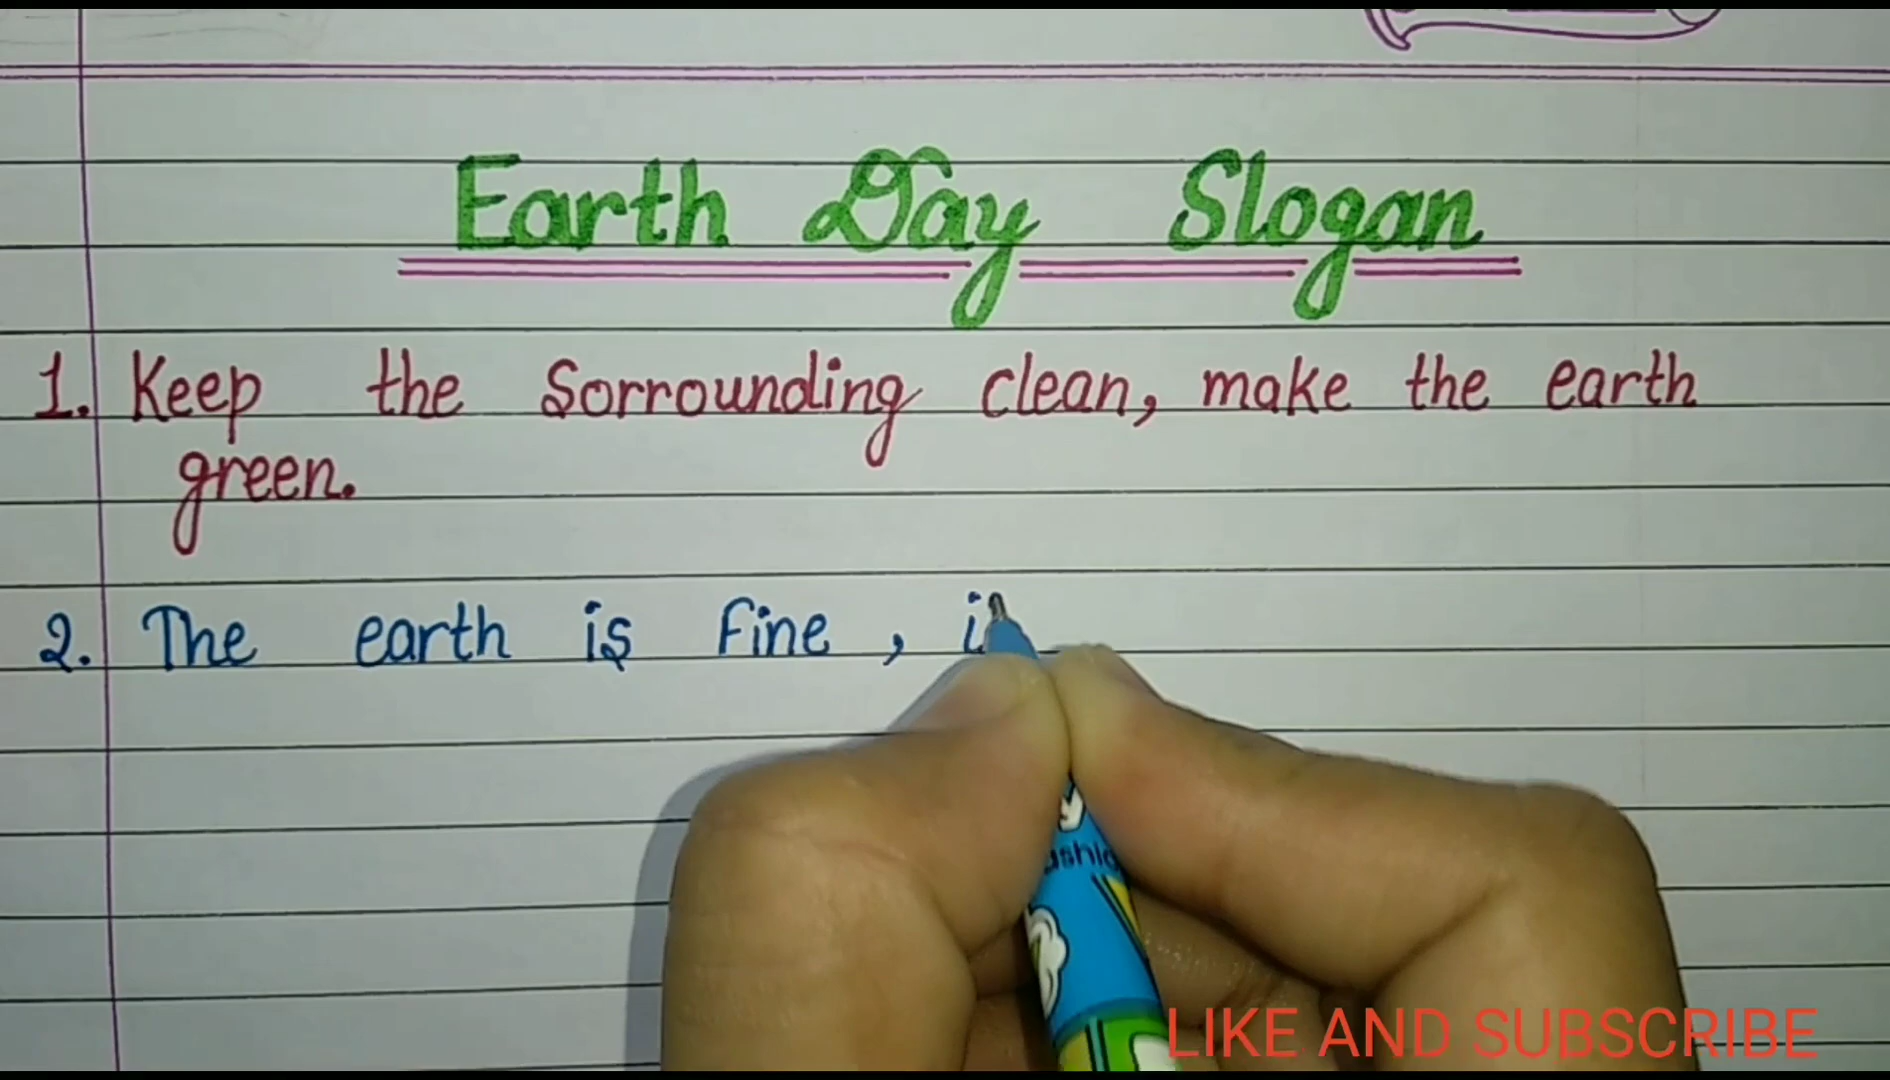 Earth Day Slogan
1. Keep the Sorrounding clean, make the earth
green.
2. The earth is fine, i
LIKE AND SUBSCRIBE